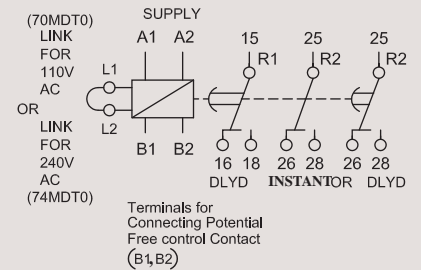 (70MDT0)
LINK
FOR
110V
AC
OR
LINK
FOR
240V
AC
(74MDT0)
SUPPLY
A1 A2
L1
L2
B1 B2
15 25 25
R1 R2 R2
16 18 26 28 26 28
DLYD INSTANT OR DLYD
Terminals for
Connecting Potential
Free control Contact
(B1,B2)